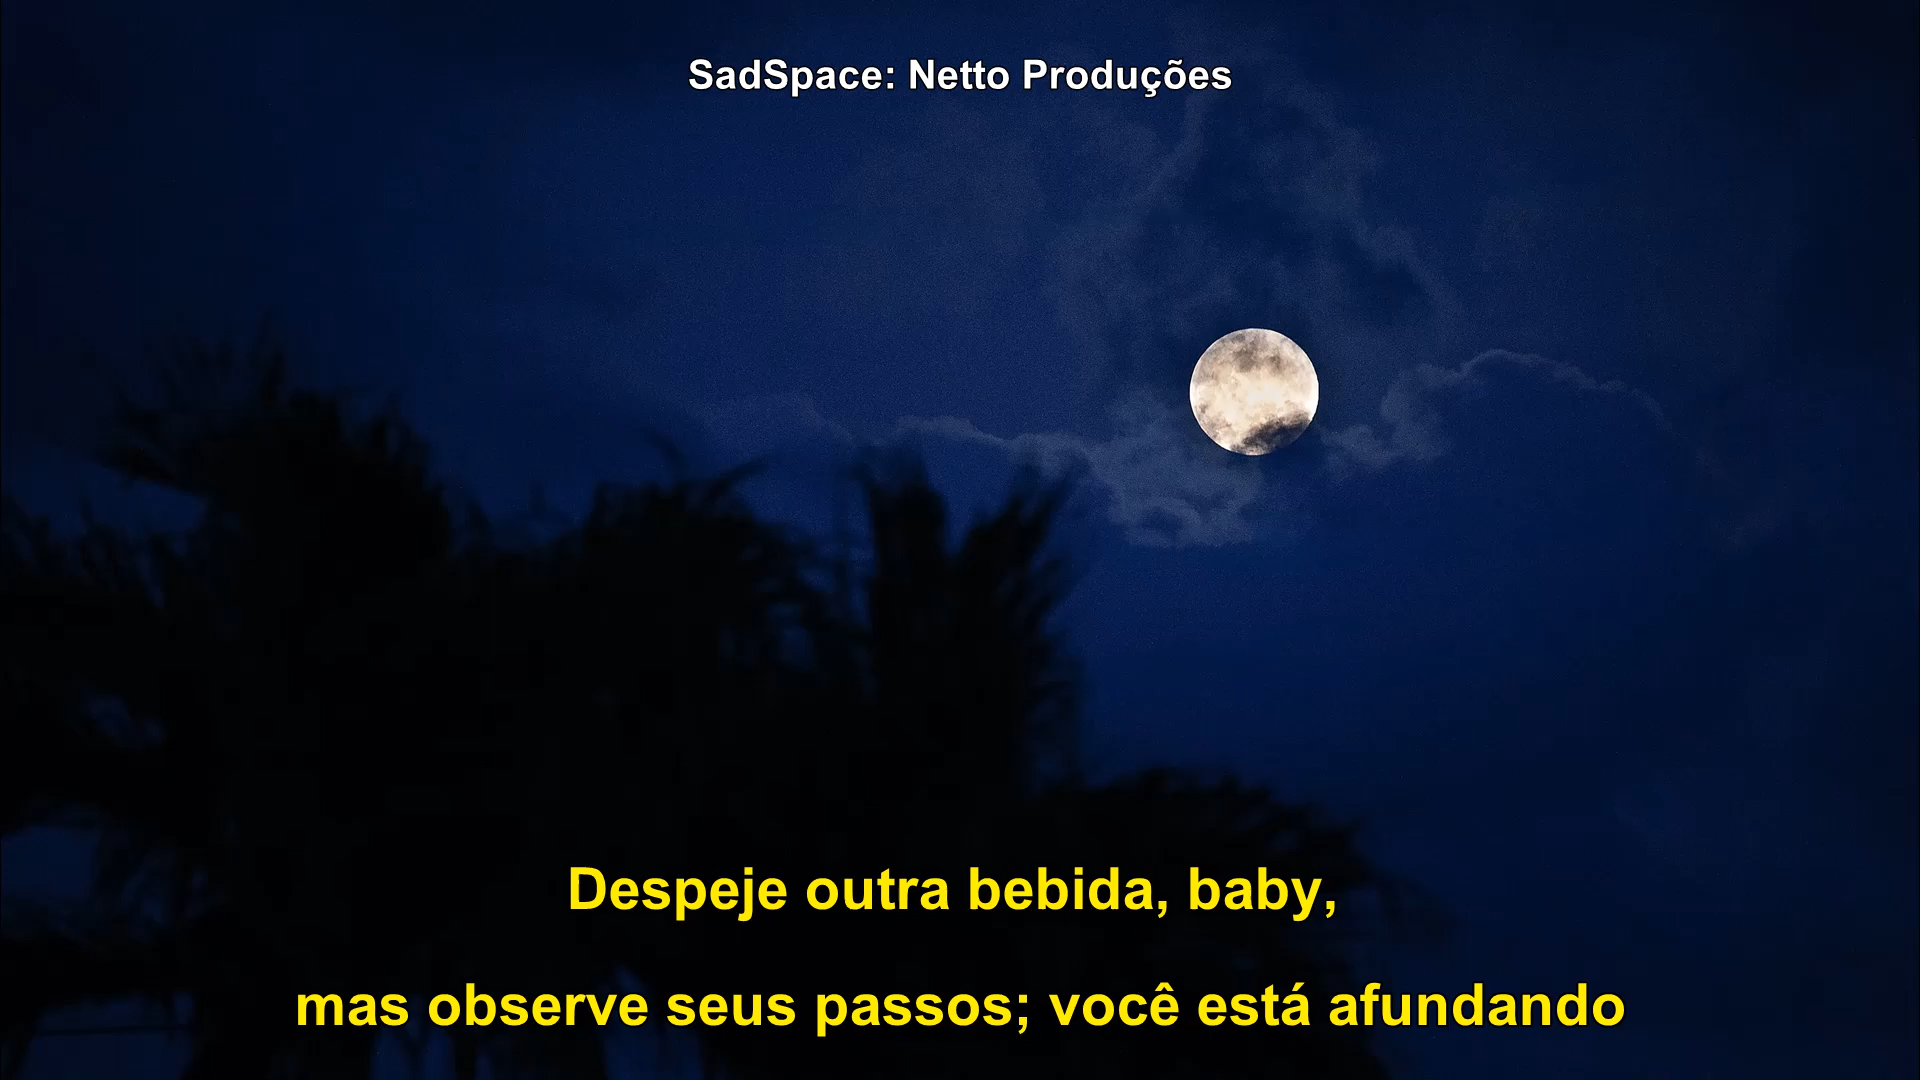 SadSpace: Netto Produções
Despeje outra bebida, baby,
mas observe seus passos; você está afundando